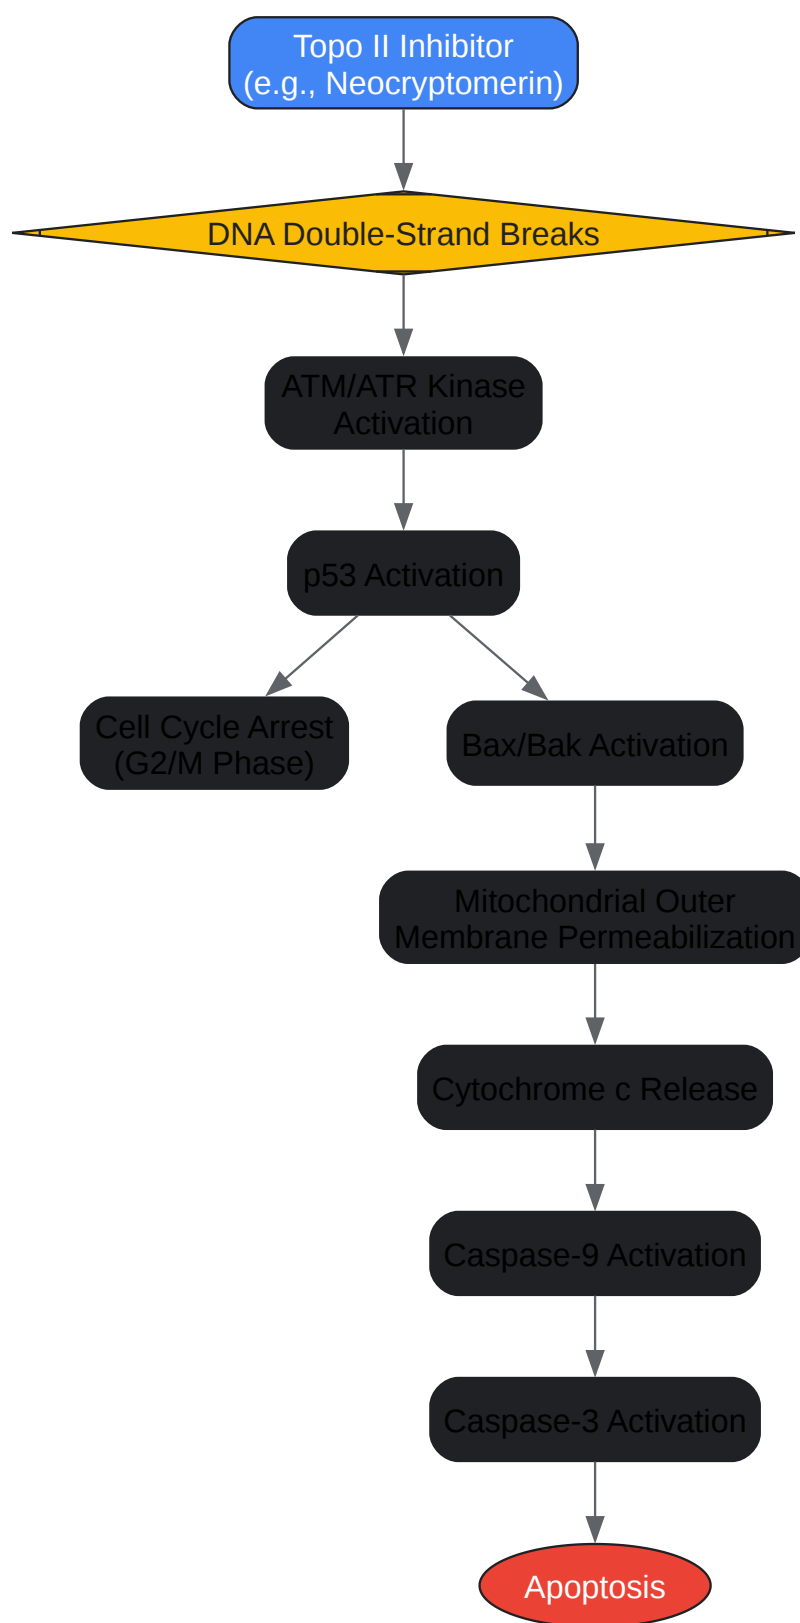 Topo II Inhibitor
(e.g., Neocryptomerin)
DNA Double-Strand Breaks
ATM/ATR Kinase
Activation
p53 Activation
Cell Cycle Arrest
(G2/M Phase)
Bax/Bak Activation
Mitochondrial Outer
Membrane Permeabilization
Cytochrome c Release
Caspase-9 Activation
Caspase-3 Activation
Apoptosis